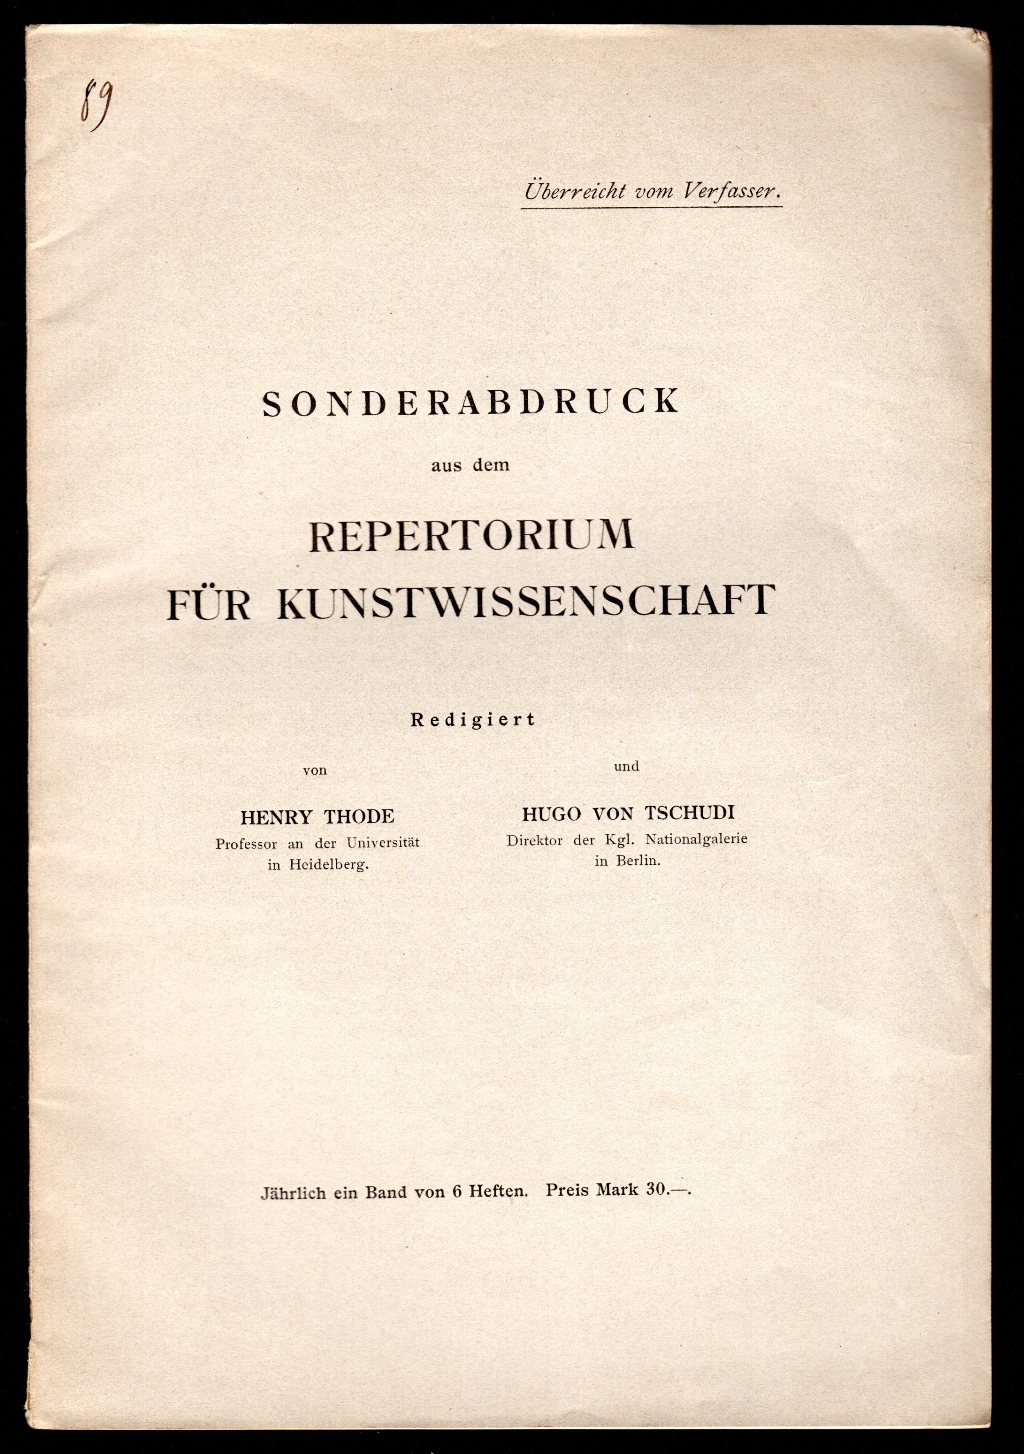 89
Überreicht vom Verfasser.
SONDERABDRUCK
aus dem
REPERTORIUM
FÜR KUNSTWISSENSCHAFT
Redigiert
von
HENRY THODE
Professor an der Universität
in Heidelberg.
und
HUGO VON TSCHUDI
Direktor der Kgl. Nationalgalerie
in Berlin.
Jährlich ein Band von 6 Heften. Preis Mark 30.—.